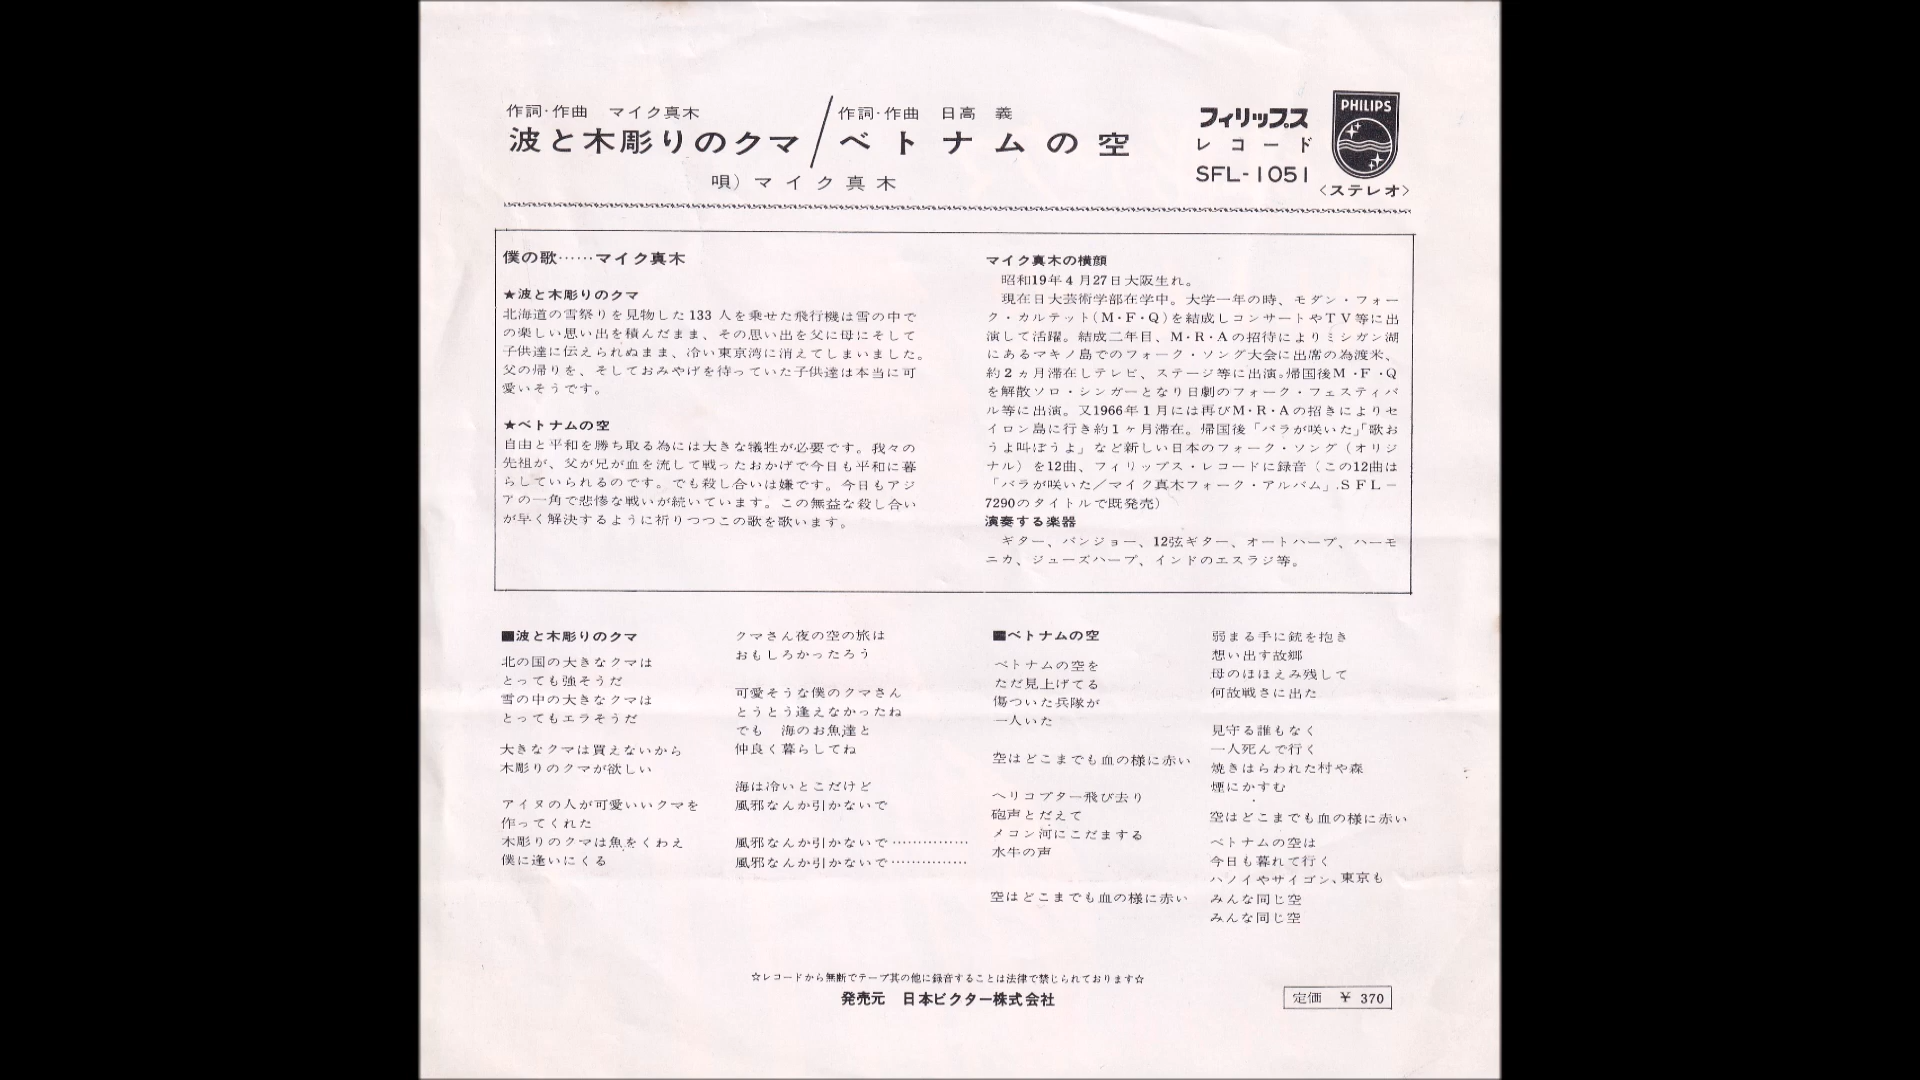 作詞・作曲　マイク真木
波と木彫りのクマ
作詞・作曲　日高　義
ベトナムの空
唄）マイク真木
フィリップス
レコード
SFL-1051
PHILIPS
〈ステレオ〉
僕の歌……マイク真木
★波と木彫りのクマ
北海道の雪祭りを見物した133人を乗せた飛行機は雪の中で
の楽しい思い出を積んだまま、その思い出を父に母にそして
子供達に伝えられぬまま、冷い東京湾に消えてしまいました。
父の帰りを、そしておみやげを待っていた子供達は本当に可
愛いそうです。
★ベトナムの空
自由と平和を勝ち取る為には大きな犠牲が必要です。我々の
先祖が、父が兄が血を流して戦ったおかげで今日も平和に暮
らしていられるのです。でも殺し合いは嫌です。今日もアジ
アの一角で悲惨な戦いが続いています。この無益な殺し合い
が早く解決するように祈りつつこの歌を歌います。
マイク真木の横顔
昭和19年4月27日大阪生れ。
現在日大芸術学部在学中。大学一年の時、モダン・フォー
ク・カルテット（M・F・Q）を結成しコンサートやTV等に出
演して活躍。結成二年目、M・R・Aの招待によりミシガン湖
にあるマキノ島でのフォーク・ソング大会に出席の為渡米、
約2ヵ月滞在しテレビ、ステージ等に出演。帰国後M・F・Q
を解散ソロ・シンガーとなり日劇のフォーク・フェスティバ
ル等に出演。又1966年1月には再びM・R・Aの招きによりセ
イロン島に行き約1ヶ月滞在。帰国後「バラが咲いた」「歌お
うよ叫ぼうよ」など新しい日本のフォーク・ソング（オリジ
ナル）を12曲、フィリップス・レコードに録音（この12曲は
「バラが咲いた／マイク真木フォーク・アルバム」.SFL－
7290のタイトルで既発売）
演奏する楽器
ギター、バンジョー、12弦ギター、オートハープ、ハーモ
ニカ、ジューズハープ、インドのエスラジ等。
■波と木彫りのクマ
北の国の大きなクマは
とっても強そうだ
雪の中の大きなクマは
とってもエラそうだ
大きなクマは買えないから
木彫りのクマが欲しい
アイヌの人が可愛いいクマを
作ってくれた
木彫りのクマは魚をくわえ
僕に逢いにくる
クマさん夜の空の旅は
おもしろかったろう
可愛そうな僕のクマさん
とうとう逢えなかったね
でも　海のお魚達と
仲良く暮らしてね
海は冷いとこだけど
風邪なんか引かないで
風邪なんか引かないで……………
風邪なんか引かないで……………
■ベトナムの空
ベトナムの空を
ただ見上げてる
傷ついた兵隊が
一人いた
空はどこまでも血の様に赤い
ヘリコプター飛び去り
砲声とだえて
メコン河にこだまする
水牛の声
空はどこまでも血の様に赤い
弱まる手に銃を抱き
想い出す故郷
母のほほえみ残して
何故戦さに出た
見守る誰もなく
一人死んで行く
焼きはらわれた村や森
煙にかすむ
空はどこまでも血の様に赤い
ベトナムの空は
今日も暮れて行く
ハノイやサイゴン、東京も
みんな同じ空
みんな同じ空
☆レコードから無断でテープ其の他に録音することは法律で禁じられております☆
発売元　日本ビクター株式会社
定価　￥370